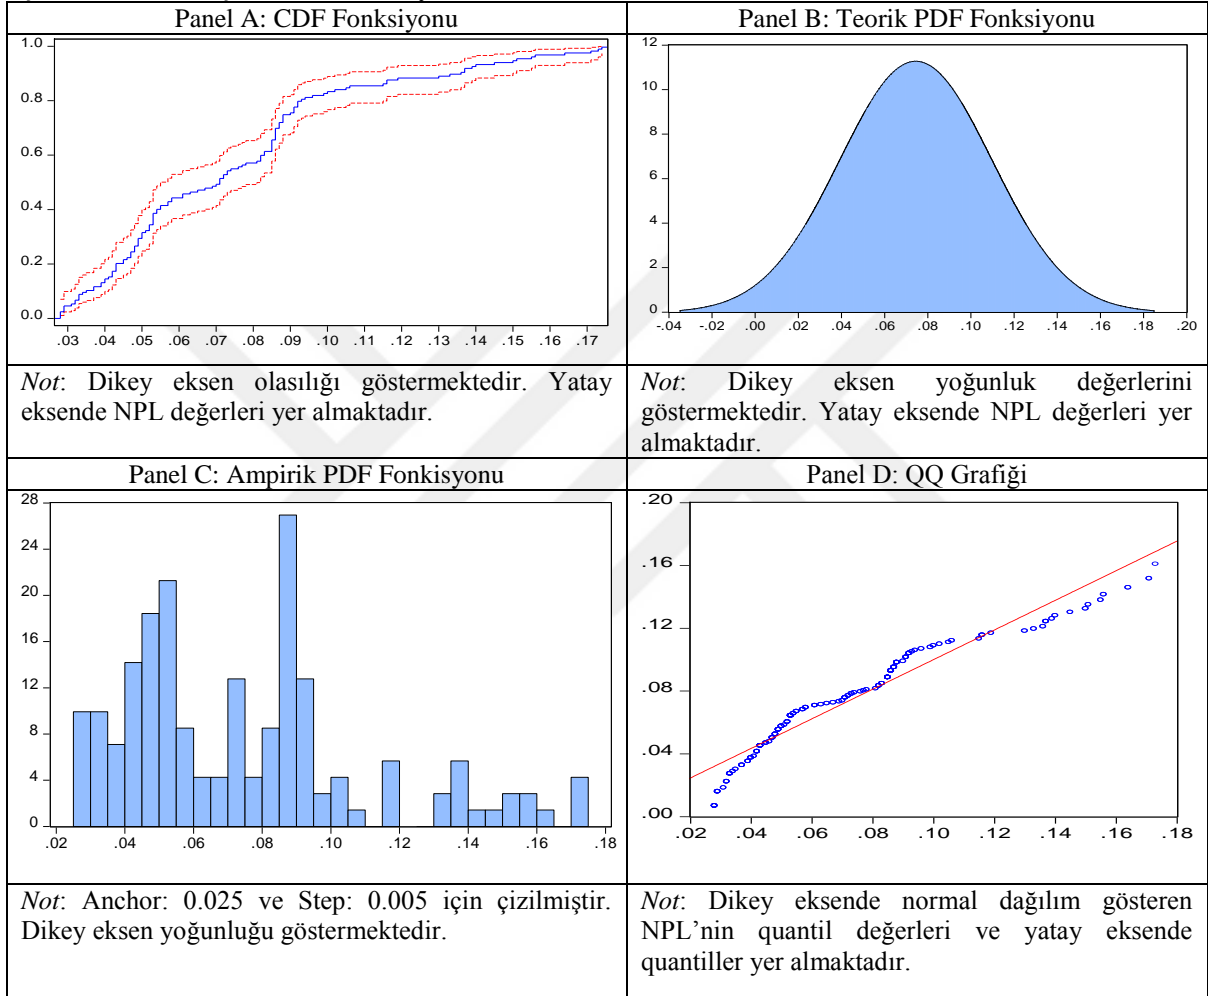 Panel A: CDF Fonksiyonu
1.0
0.8
0.6
0.4
0.2
0.0
.03 .04 .05 .06 .07 .08 .09 .10 .11 .12 .13 .14 .15 .16 .17
Not: Dikey eksen olasılığı göstermektedir. Yatay
eksende NPL değerleri yer almaktadır.
Panel B: Teorik PDF Fonksiyonu
12
10
8
6
4
2
0
-.04 -.02 .00 .02 .04 .06 .08 .10 .12 .14 .16 .18 .20
Not: Dikey eksen yoğunluk değerlerini
göstermektedir. Yatay eksende NPL değerleri yer
almaktadır.
Panel C: Ampirik PDF Fonkisyonu
28
24
20
16
12
8
4
0
.02 .04 .06 .08 .10 .12 .14 .16 .18
Not: Anchor: 0.025 ve Step: 0.005 için çizilmiştir.
Dikey eksen yoğunluğu göstermektedir.
Panel D: QQ Grafiği
.20
.16
.12
.08
.04
.00
.02 .04 .06 .08 .10 .12 .14 .16 .18
Not: Dikey eksende normal dağılım gösteren
NPL’nin quantil değerleri ve yatay eksende
quantiller yer almaktadır.